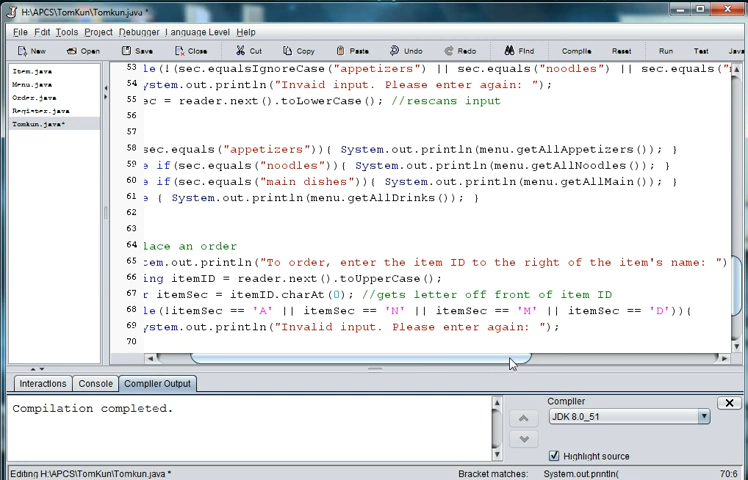 H:\APCS\TomKun\Tomkun.java *
File Edit Tools Project Debugger Language Level Help
New Open Save Close Cut Copy Paste Undo Redo Find Compile Reset Run Test Java
Item.java
Menu.java
Order.java
Register.java
Tomkun.java*
53 le(!(sec.equalsIgnoreCase("appetizers") || sec.equals("noodles") || sec.equals("
54 ystem.out.println("Invaid input. Please enter again: ");
55 ec = reader.next().toLowerCase(); //rescans input
56
57
58 sec.equals("appetizers")){ System.out.println(menu.getAllAppetizers()); }
59 e if(sec.equals("noodles")){ System.out.println(menu.getAllNoodles()); }
60 e if(sec.equals("main dishes")){ System.out.println(menu.getAllMain()); }
61 e { System.out.println(menu.getAllDrinks()); }
62
63
64 lace an order
65 tem.out.println("To order, enter the item ID to the right of the item's name: ")
66 ing itemID = reader.next().toUpperCase();
67 r itemSec = itemID.charAt(0); //gets letter off front of item ID
68 le(!itemSec == 'A' || itemSec == 'N' || itemSec == 'M' || itemSec == 'D')){
69 ystem.out.println("Invalid input. Please enter again: ");
70
Interactions Console Compiler Output
Compilation completed.
Compiler
JDK 8.0_51
Highlight source
Editing H:\APCS\TomKun\Tomkun.java * Bracket matches: System.out.println( 70:6